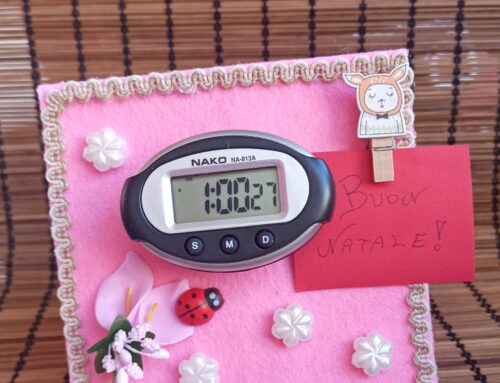 NAKO NA-613A
A
1:00 27
S M D
BUON
NATALE!